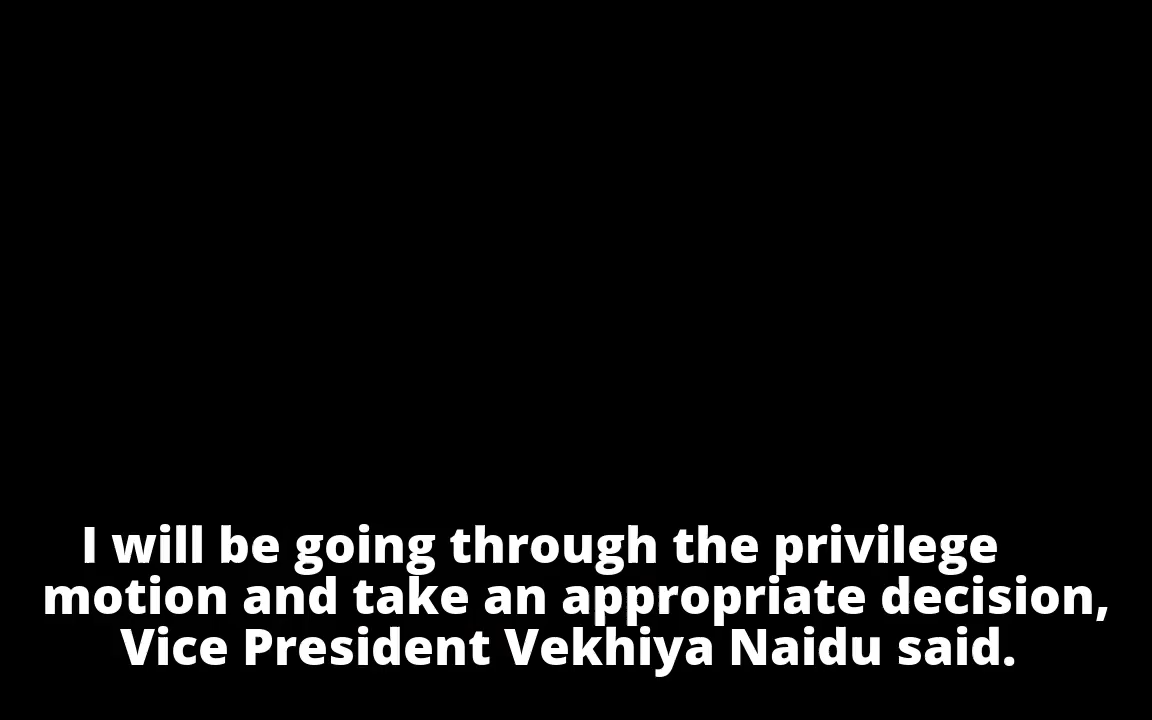 I will be going through the privilege
motion and take an appropriate decision,
Vice President Vekhiya Naidu said.